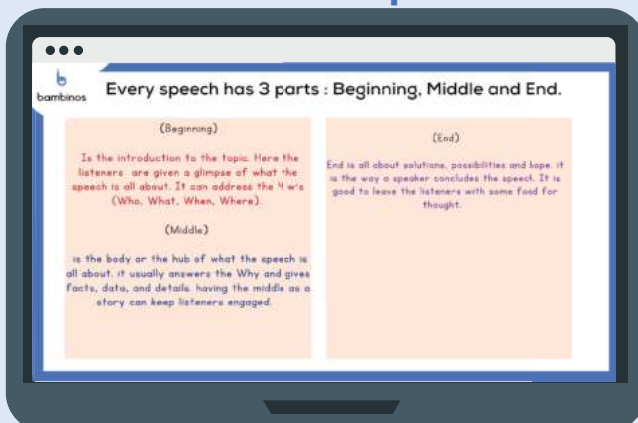 bambinos
Every speech has 3 parts : Beginning, Middle and End.
(Beginning)
Is the introduction to the topic. Here the
listeners are given a glimpse of what the
speech is all about. It can address the 4 w's
(Who, What, When, Where).
(Middle)
is the body or the hub of what the speech is
all about. it usually answers the Why and gives
facts, data, and details. having the middle as a
story can keep listeners engaged.
(End)
End is all about solutions, possibilities and hope. it
is the way a speaker concludes the speech. It is
good to leave the listeners with some food for
thought.